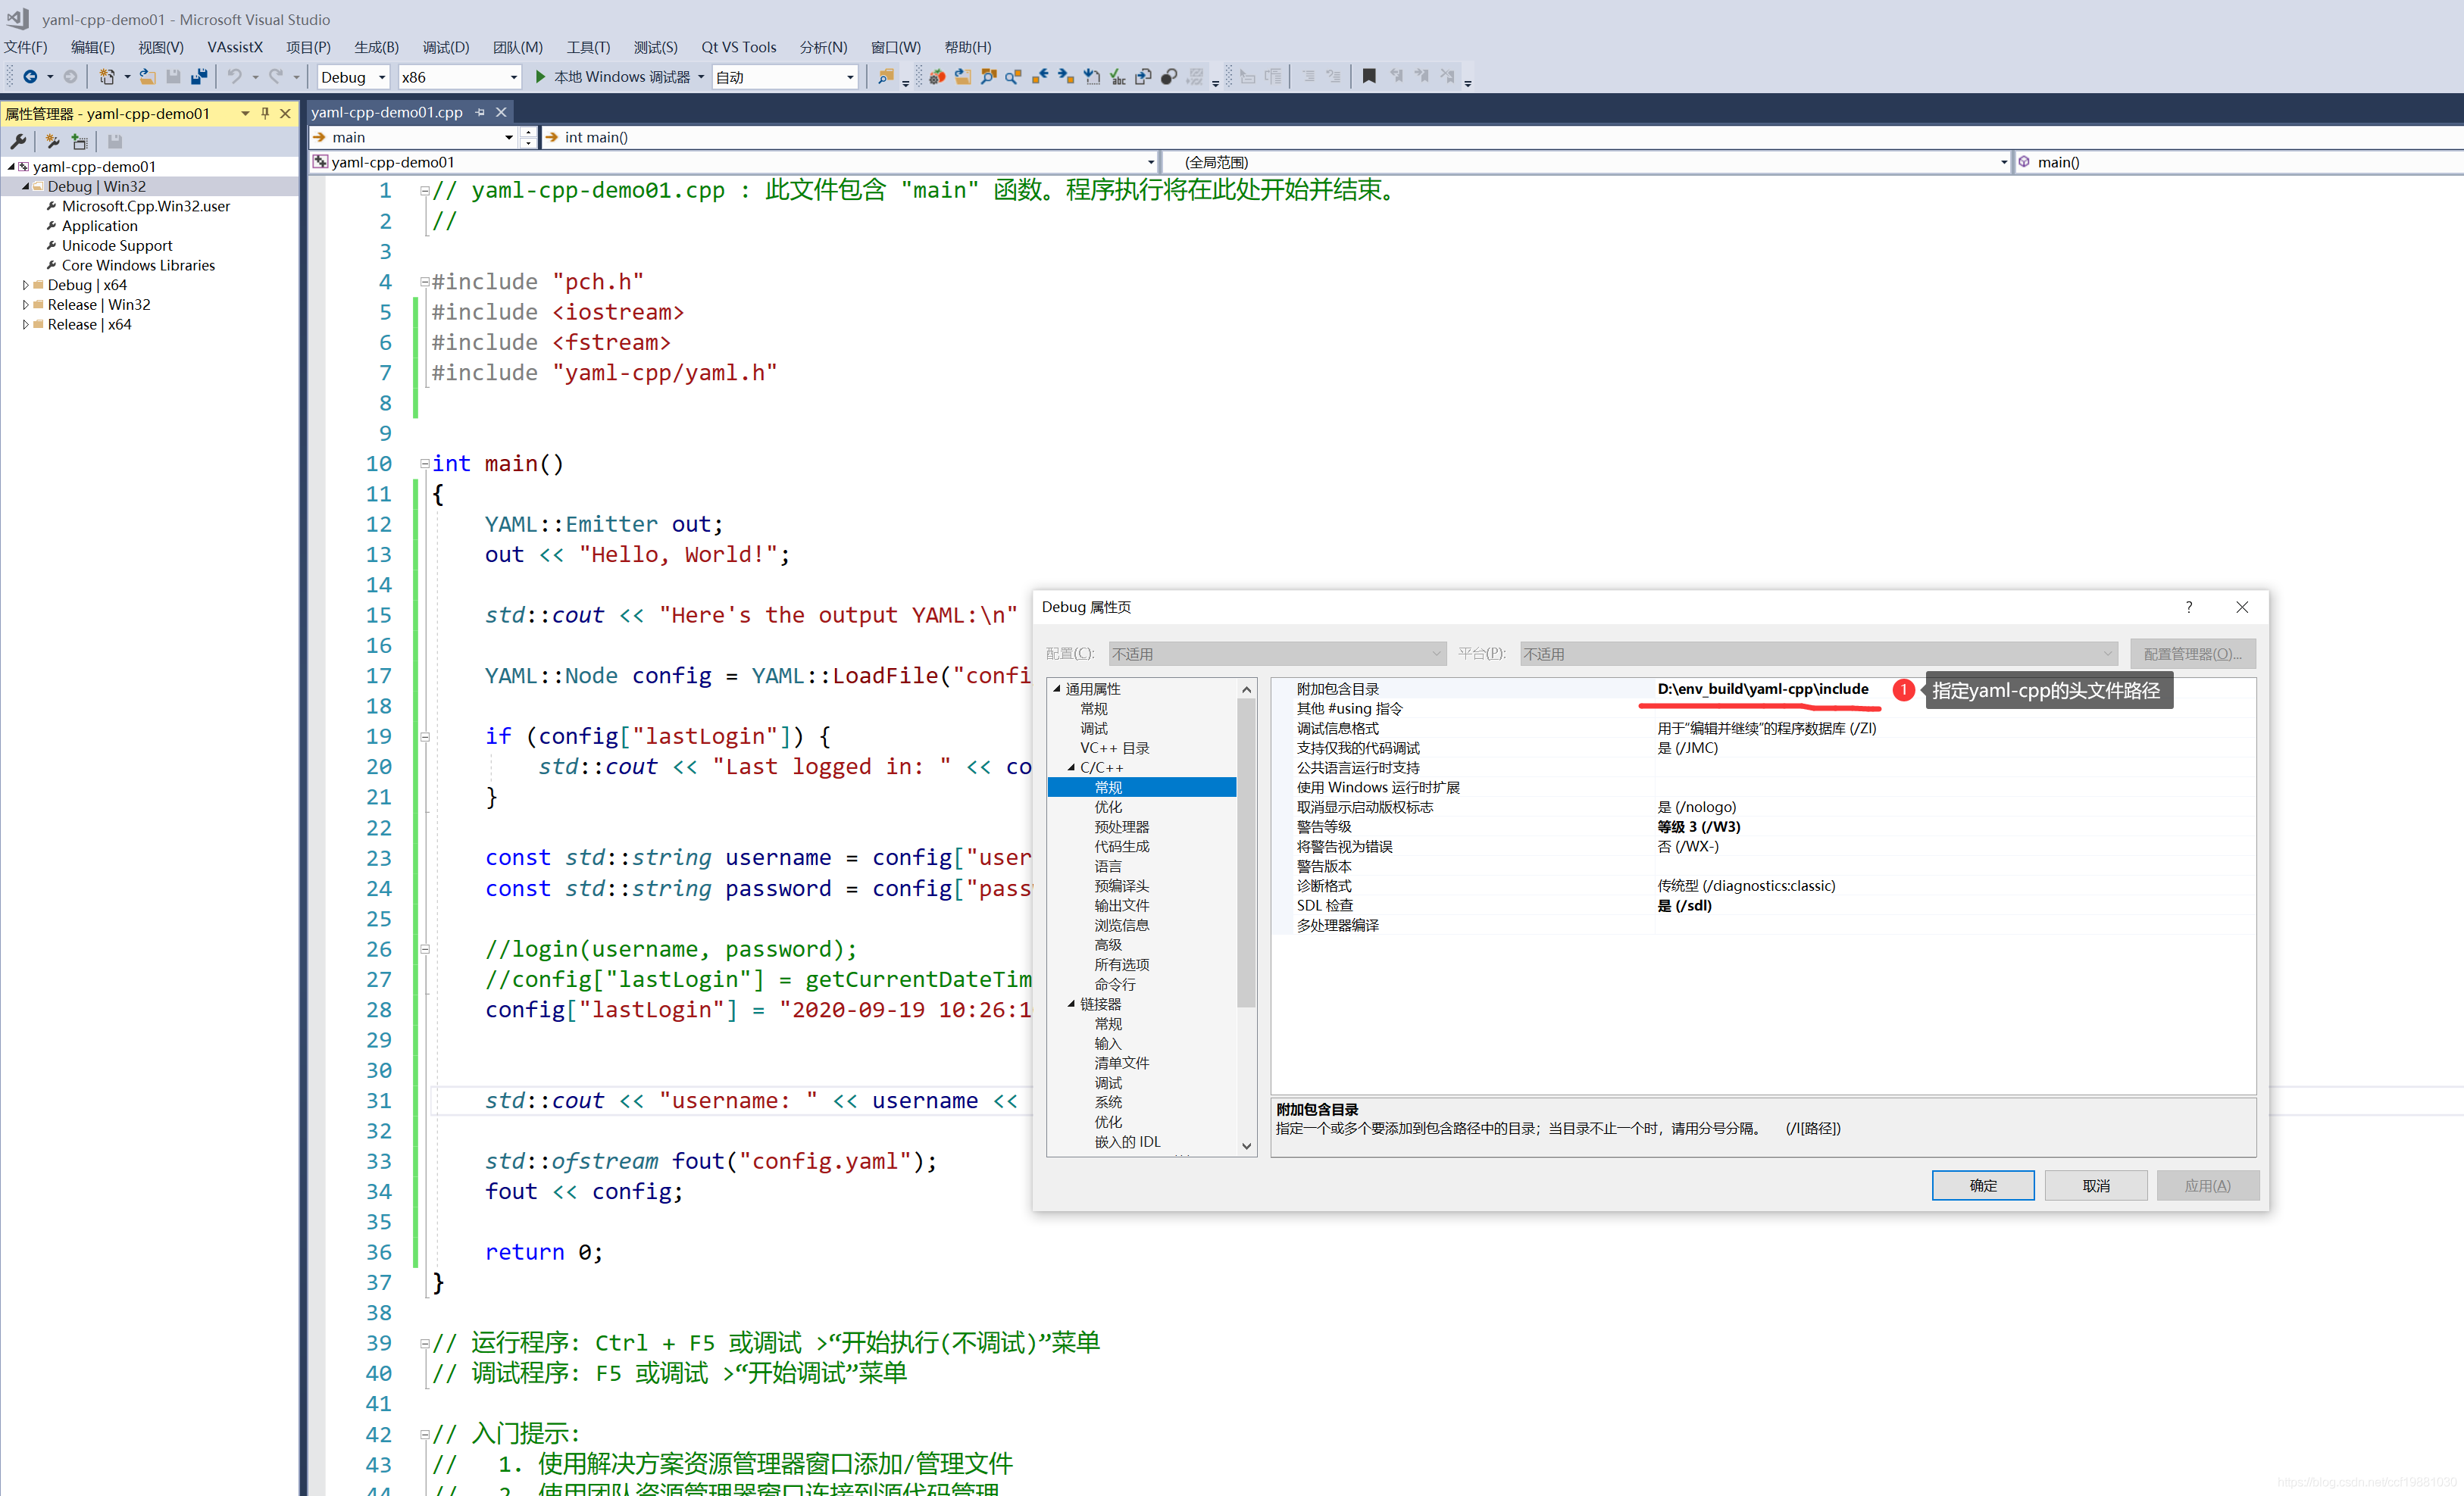 yaml-cpp-demo01 - Microsoft Visual Studio
文件(F) 编辑(E) 视图(V) VAssistX 项目(P) 生成(B) 调试(D) 团队(M) 工具(T) 测试(S) Qt VS Tools 分析(N) 窗口(W) 帮助(H)
Debug x86 本地 Windows 调试器 自动
属性管理器 - yaml-cpp-demo01
yaml-cpp-demo01
Debug | Win32
Microsoft.Cpp.Win32.user
Application
Unicode Support
Core Windows Libraries
Debug | x64
Release | Win32
Release | x64
yaml-cpp-demo01.cpp
main int main()
yaml-cpp-demo01 (全局范围) main()
1 // yaml-cpp-demo01.cpp : 此文件包含 "main" 函数。程序执行将在此处开始并结束。
2 //
3
4 #include "pch.h"
5 #include <iostream>
6 #include <fstream>
7 #include "yaml-cpp/yaml.h"
8
9
10 int main()
11 {
12 YAML::Emitter out;
13 out << "Hello, World!";
14
15 std::cout << "Here's the output YAML:\n"
16
17 YAML::Node config = YAML::LoadFile("confi
18
19 if (config["lastLogin"]) {
20 std::cout << "Last logged in: " << co
21 }
22
23 const std::string username = config["user
24 const std::string password = config["pass
25
26 //login(username, password);
27 //config["lastLogin"] = getCurrentDateTim
28 config["lastLogin"] = "2020-09-19 10:26:1
29
30
31 std::cout << "username: " << username <<
32
33 std::ofstream fout("config.yaml");
34 fout << config;
35
36 return 0;
37 }
38
39 // 运行程序: Ctrl + F5 或调试 >“开始执行(不调试)”菜单
40 // 调试程序: F5 或调试 >“开始调试”菜单
41
42 // 入门提示:
43 // 1. 使用解决方案资源管理器窗口添加/管理文件
44 // 2. 使用团队资源管理器窗口连接到源代码管理
Debug 属性页
配置(C): 不适用 平台(P): 不适用 配置管理器(O)...
通用属性
常规
调试
VC++ 目录
C/C++
常规
优化
预处理器
代码生成
语言
预编译头
输出文件
浏览信息
高级
所有选项
命令行
链接器
常规
输入
清单文件
调试
系统
优化
嵌入的 IDL
附加包含目录 D:\env_build\yaml-cpp\include
1 指定yaml-cpp的头文件路径
其他 #using 指令
调试信息格式 用于“编辑并继续”的程序数据库 (/ZI)
支持仅我的代码调试 是 (/JMC)
公共语言运行时支持
使用 Windows 运行时扩展
取消显示启动版权标志 是 (/nologo)
警告等级 等级 3 (/W3)
将警告视为错误 否 (/WX-)
警告版本
诊断格式 传统型 (/diagnostics:classic)
SDL 检查 是 (/sdl)
多处理器编译
附加包含目录
指定一个或多个要添加到包含路径中的目录；当目录不止一个时，请用分号分隔。 (/I[路径])
确定 取消 应用(A)
https://blog.csdn.net/ccf19881030